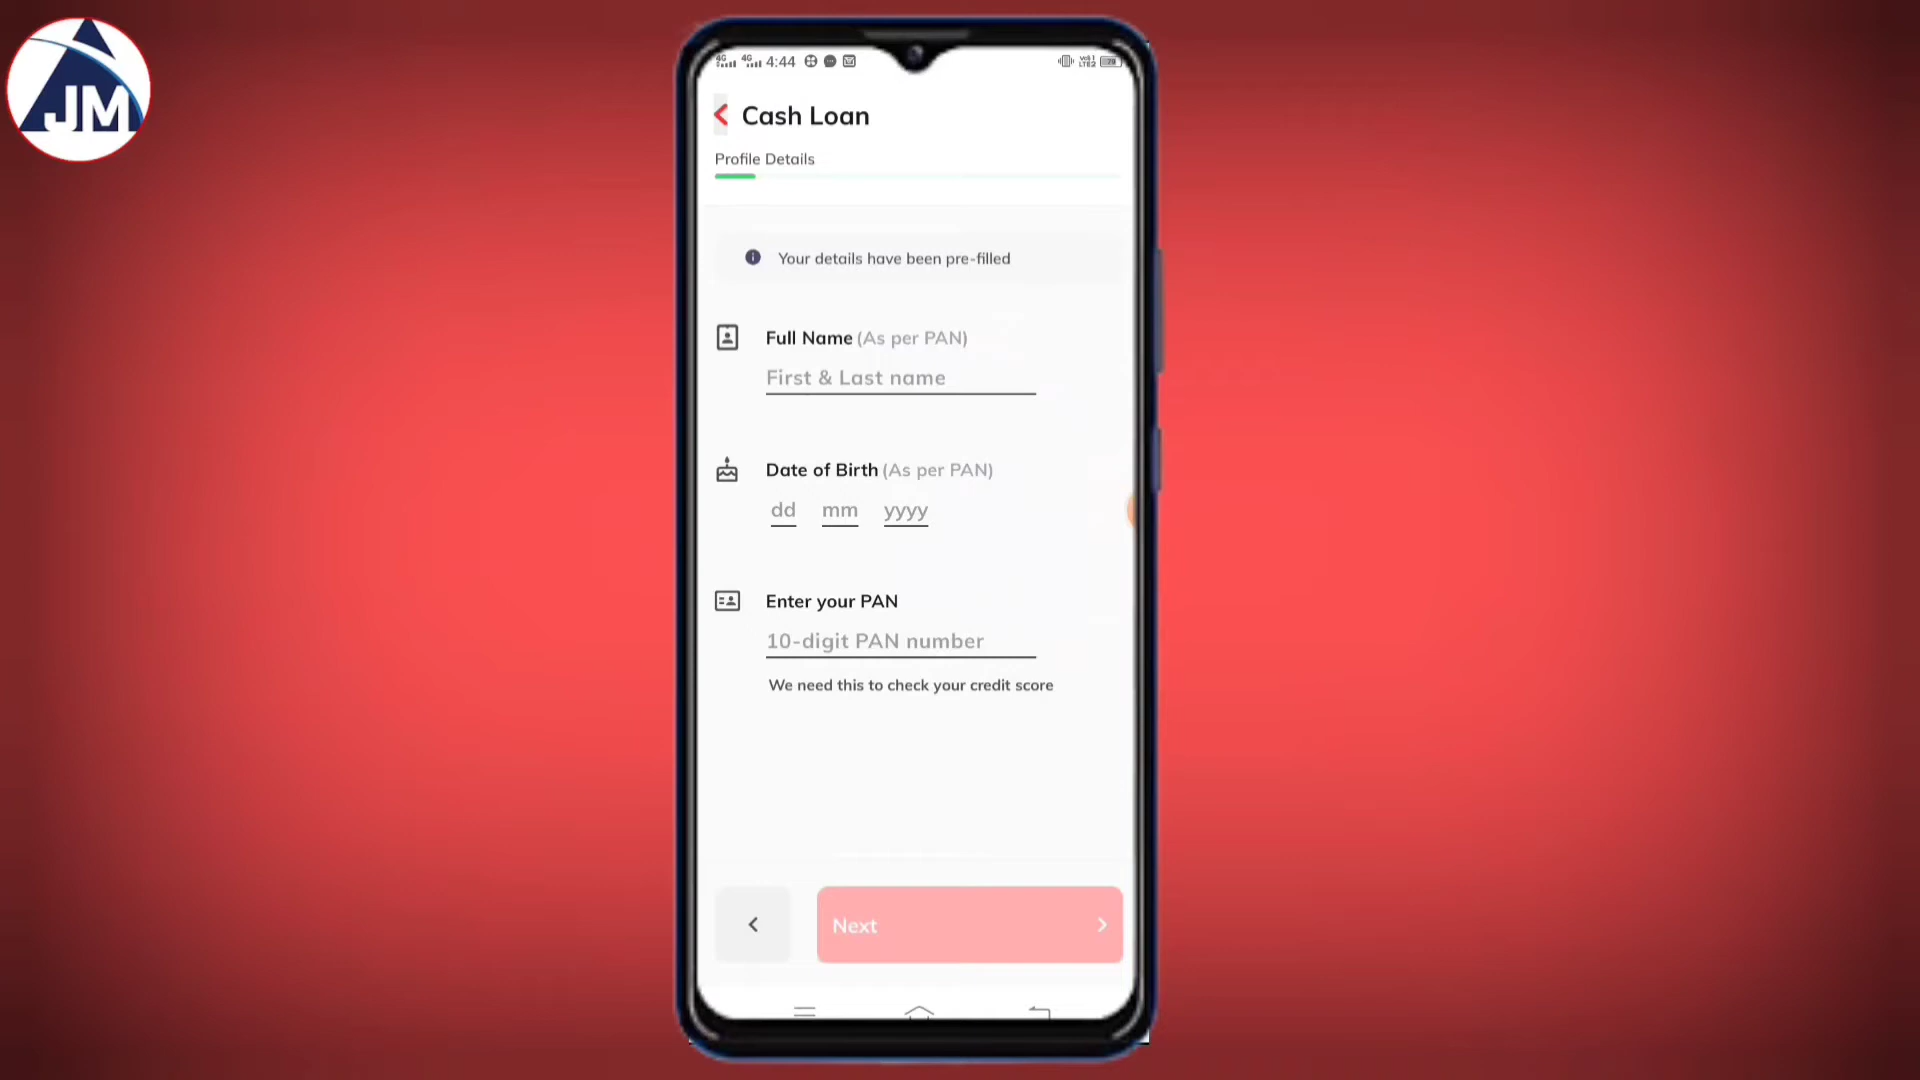 JM
4G 4G 4:44
Cash Loan
Profile Details
Your details have been pre-filled
Full Name (As per PAN)
First & Last name
Date of Birth (As per PAN)
dd mm yyyy
Enter your PAN
10-digit PAN number
We need this to check your credit score
Next